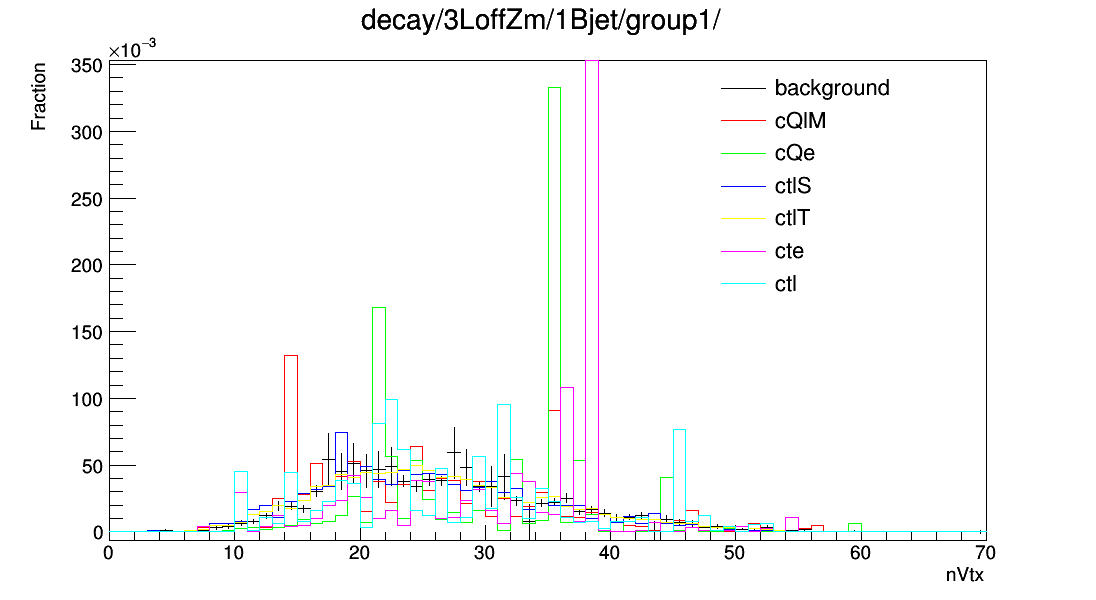 decay/3LoffZm/1Bjet/group1/
×10⁻³
Fraction
350
300
250
200
150
100
50
0
background
cQlM
cQe
ctlS
ctlT
cte
ctl
0 10 20 30 40 50 60 70
nVtx